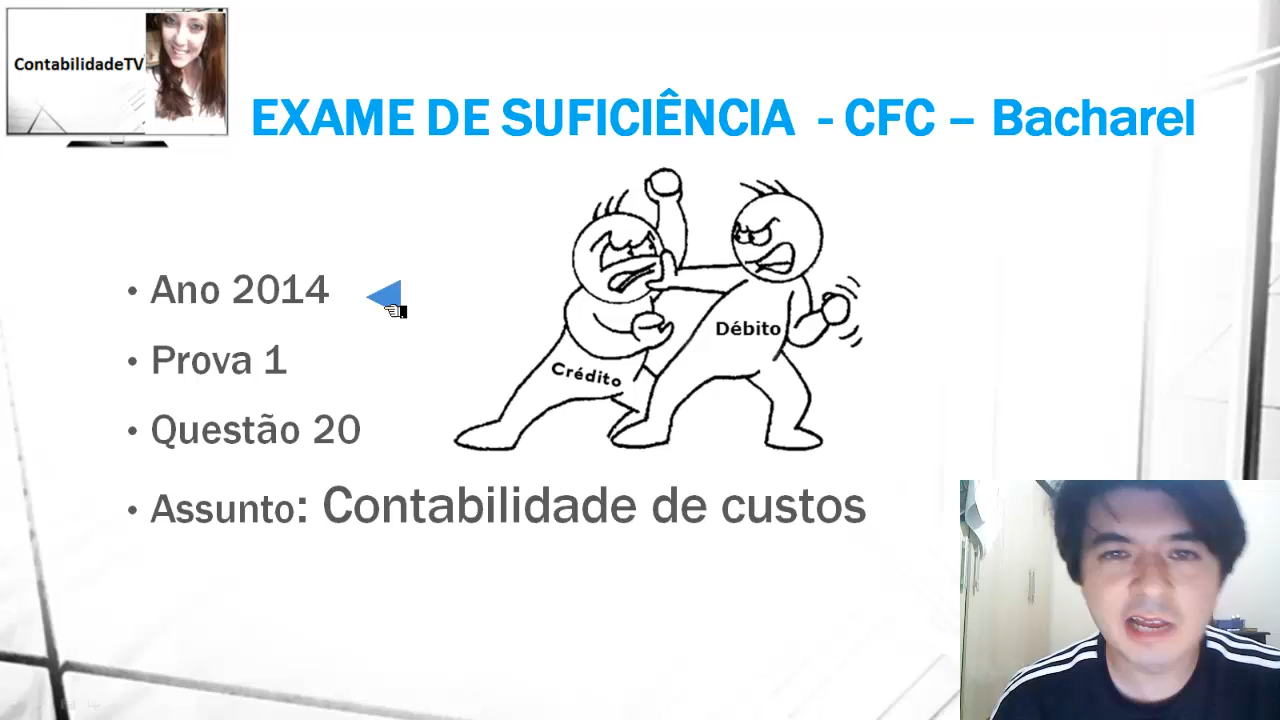 ContabilidadeTV
EXAME DE SUFICIÊNCIA - CFC – Bacharel
• Ano 2014
• Prova 1
• Questão 20
• Assunto: Contabilidade de custos
Débito
Crédito